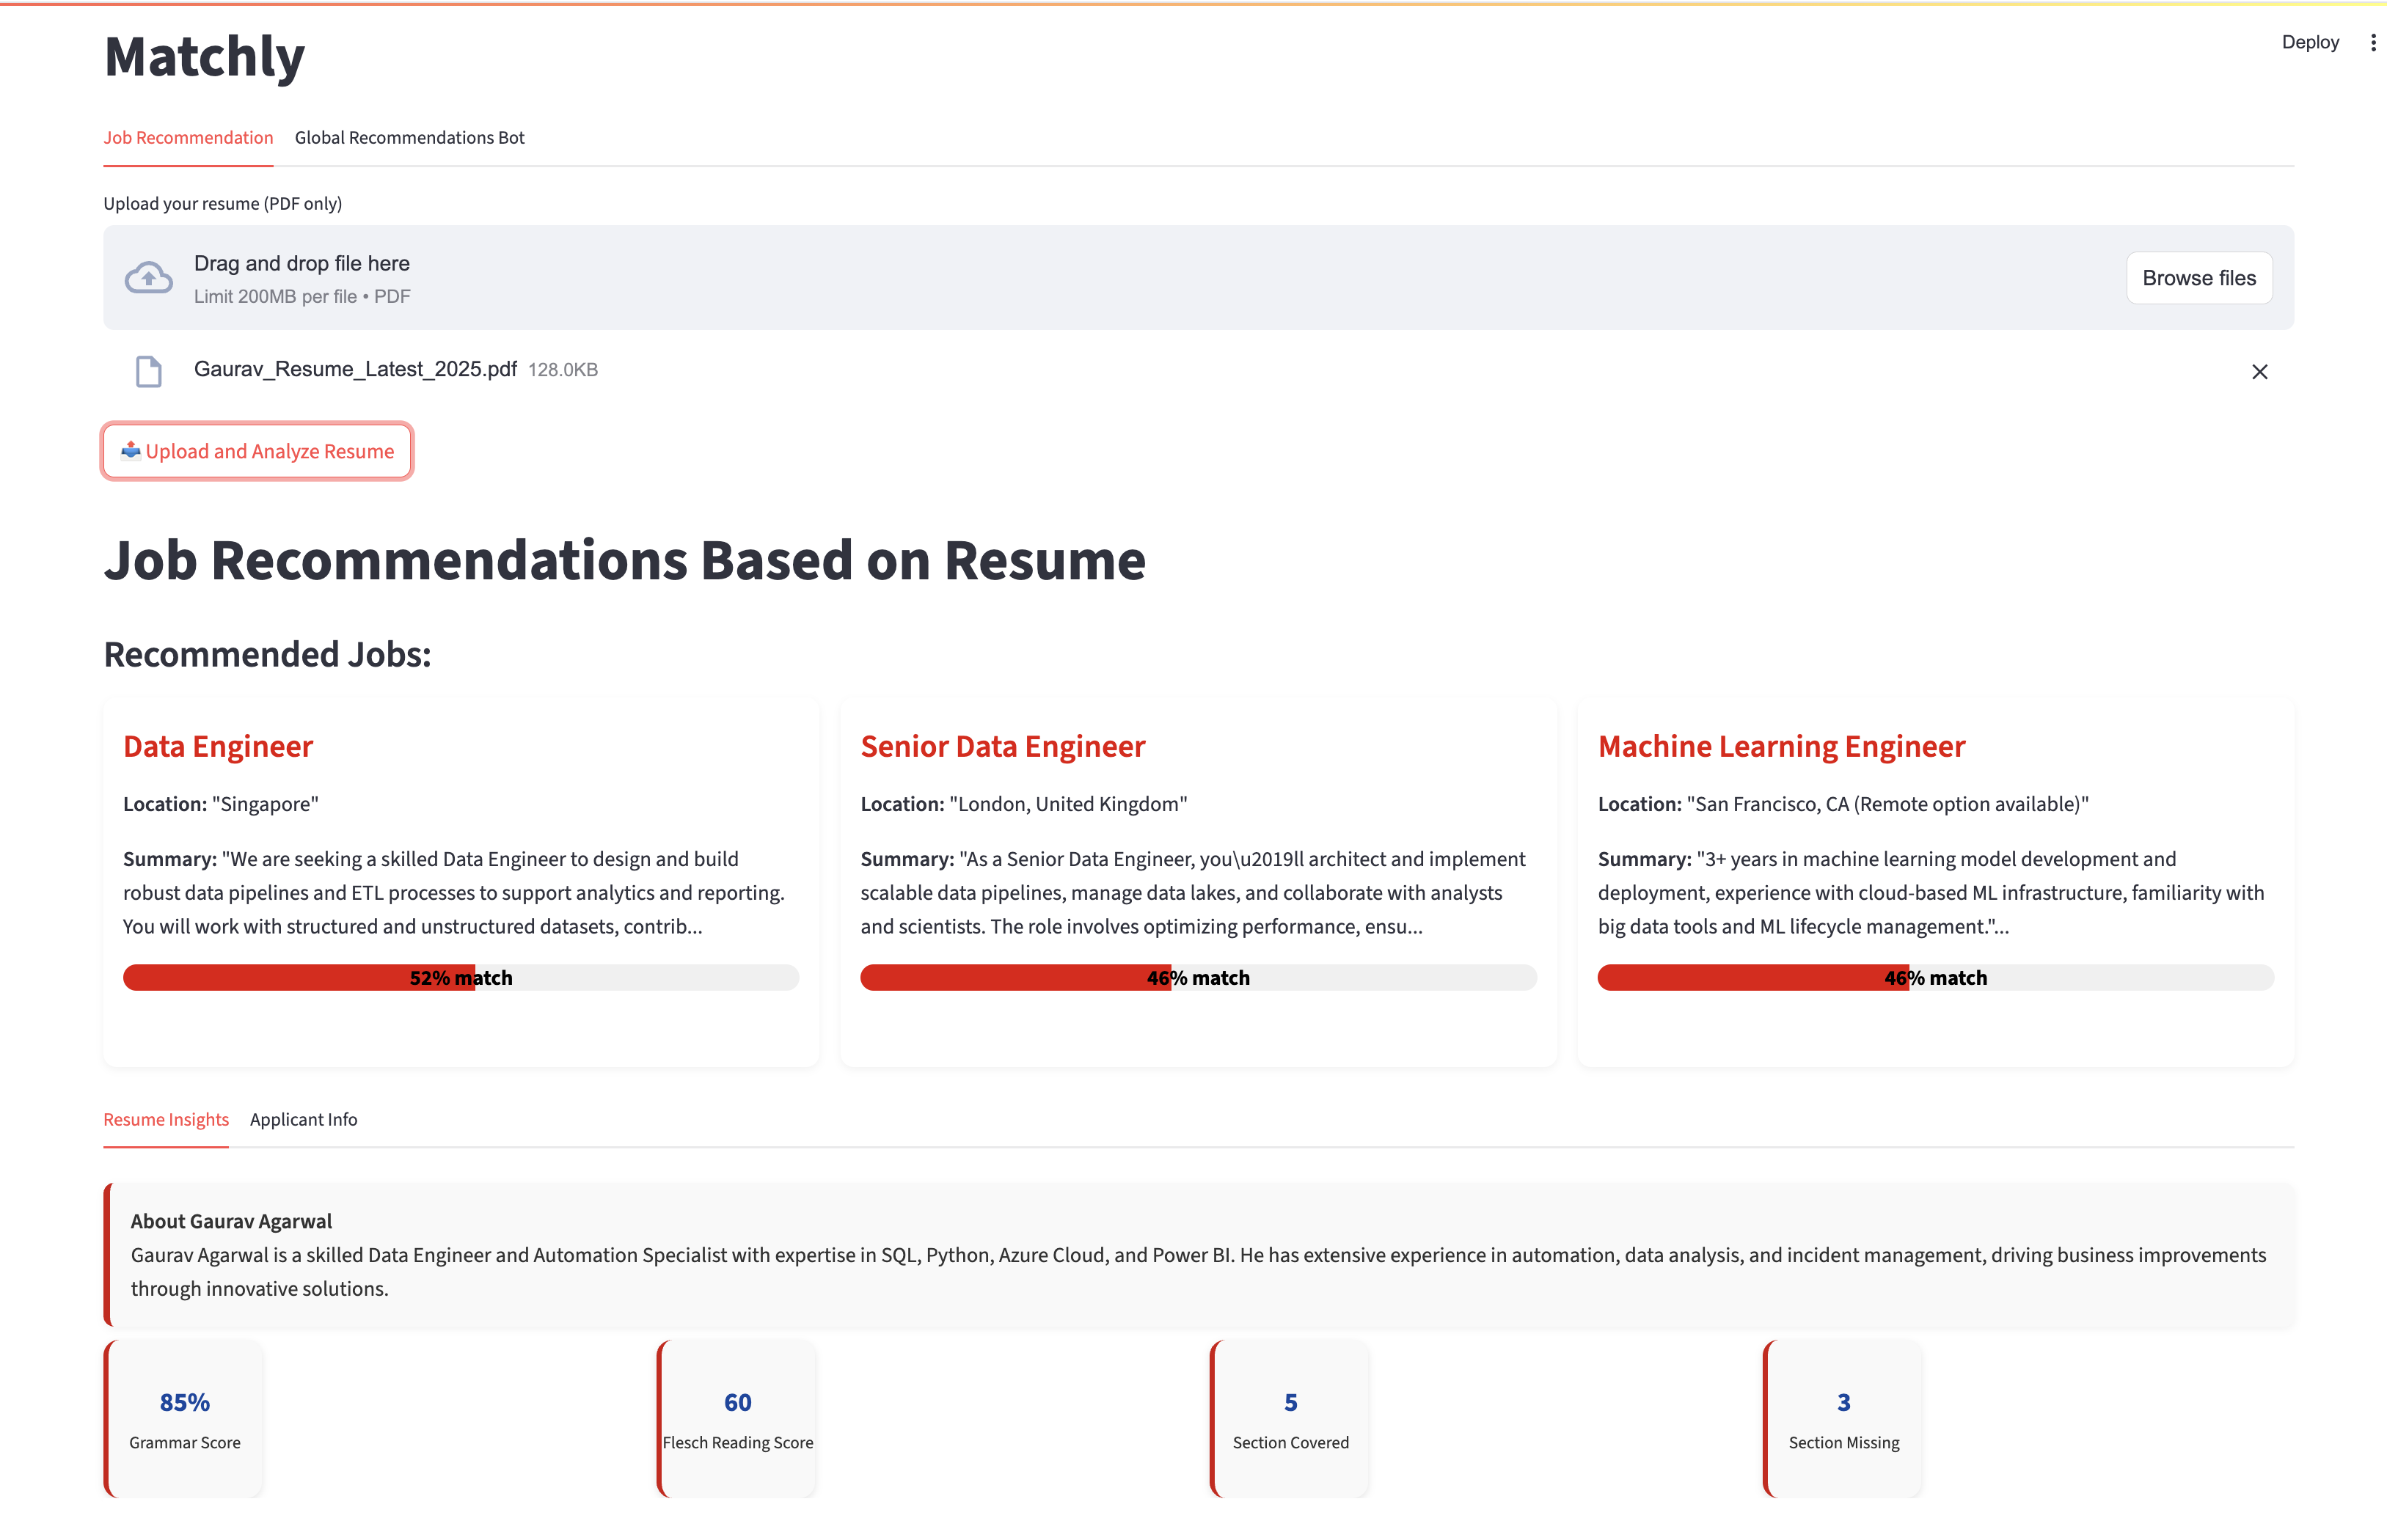 Matchly
Deploy
Job Recommendation Global Recommendations Bot
Upload your resume (PDF only)
Drag and drop file here
Limit 200MB per file • PDF
Browse files
Gaurav_Resume_Latest_2025.pdf 128.0KB
Upload and Analyze Resume
Job Recommendations Based on Resume
Recommended Jobs:
Data Engineer
Location: "Singapore"
Summary: "We are seeking a skilled Data Engineer to design and build
robust data pipelines and ETL processes to support analytics and reporting.
You will work with structured and unstructured datasets, contrib...
52% match
Senior Data Engineer
Location: "London, United Kingdom"
Summary: "As a Senior Data Engineer, you\u2019ll architect and implement
scalable data pipelines, manage data lakes, and collaborate with analysts
and scientists. The role involves optimizing performance, ensu...
46% match
Machine Learning Engineer
Location: "San Francisco, CA (Remote option available)"
Summary: "3+ years in machine learning model development and
deployment, experience with cloud-based ML infrastructure, familiarity with
big data tools and ML lifecycle management."...
46% match
Resume Insights Applicant Info
About Gaurav Agarwal
Gaurav Agarwal is a skilled Data Engineer and Automation Specialist with expertise in SQL, Python, Azure Cloud, and Power BI. He has extensive experience in automation, data analysis, and incident management, driving business improvements
through innovative solutions.
85%
Grammar Score
60
Flesch Reading Score
5
Section Covered
3
Section Missing